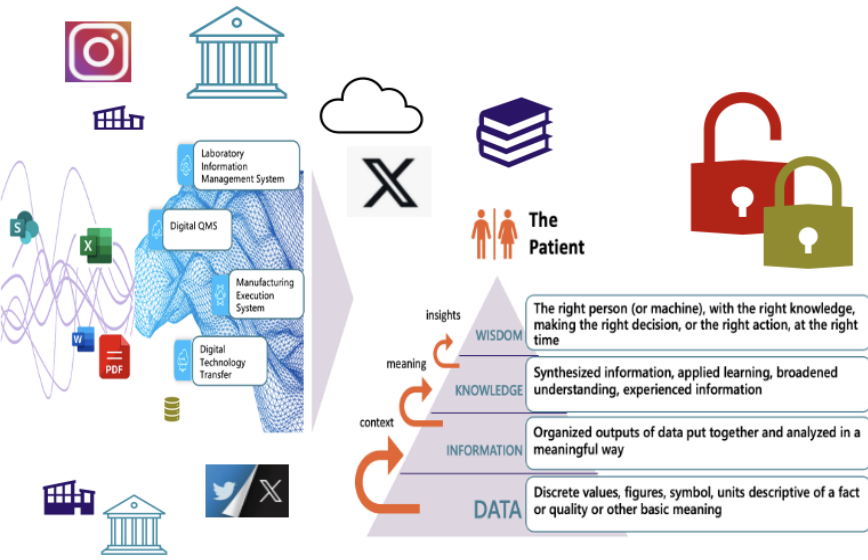 Laboratory
Information
Management System
Digital QMS
Manufacturing
Execution
System
Digital
Technology
Transfer
S
X
W
PDF
X
X
The
Patient
insights
WISDOM
The right person (or machine), with the right knowledge,
making the right decision, or the right action, at the right
time
meaning
KNOWLEDGE
Synthesized information, applied learning, broadened
understanding, experienced information
context
INFORMATION
Organized outputs of data put together and analyzed in a
meaningful way
DATA
Discrete values, figures, symbol, units descriptive of a fact
or quality or other basic meaning